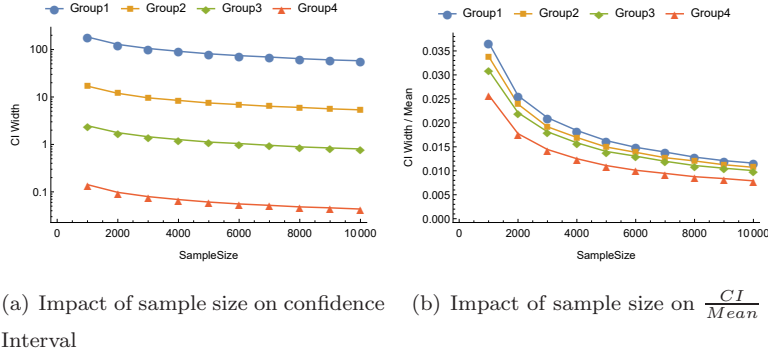 Group1 Group2 Group3 Group4
100
10
1
0.1
CI Width
0 2000 4000 6000 8000 10 000
SampleSize
Group1 Group2 Group3 Group4
0.035
0.030
0.025
0.020
0.015
0.010
0.005
0.000
CI Width / Mean
0 2000 4000 6000 8000 10 000
SampleSize
(a) Impact of sample size on confidence
Interval
(b) Impact of sample size on CI/Mean